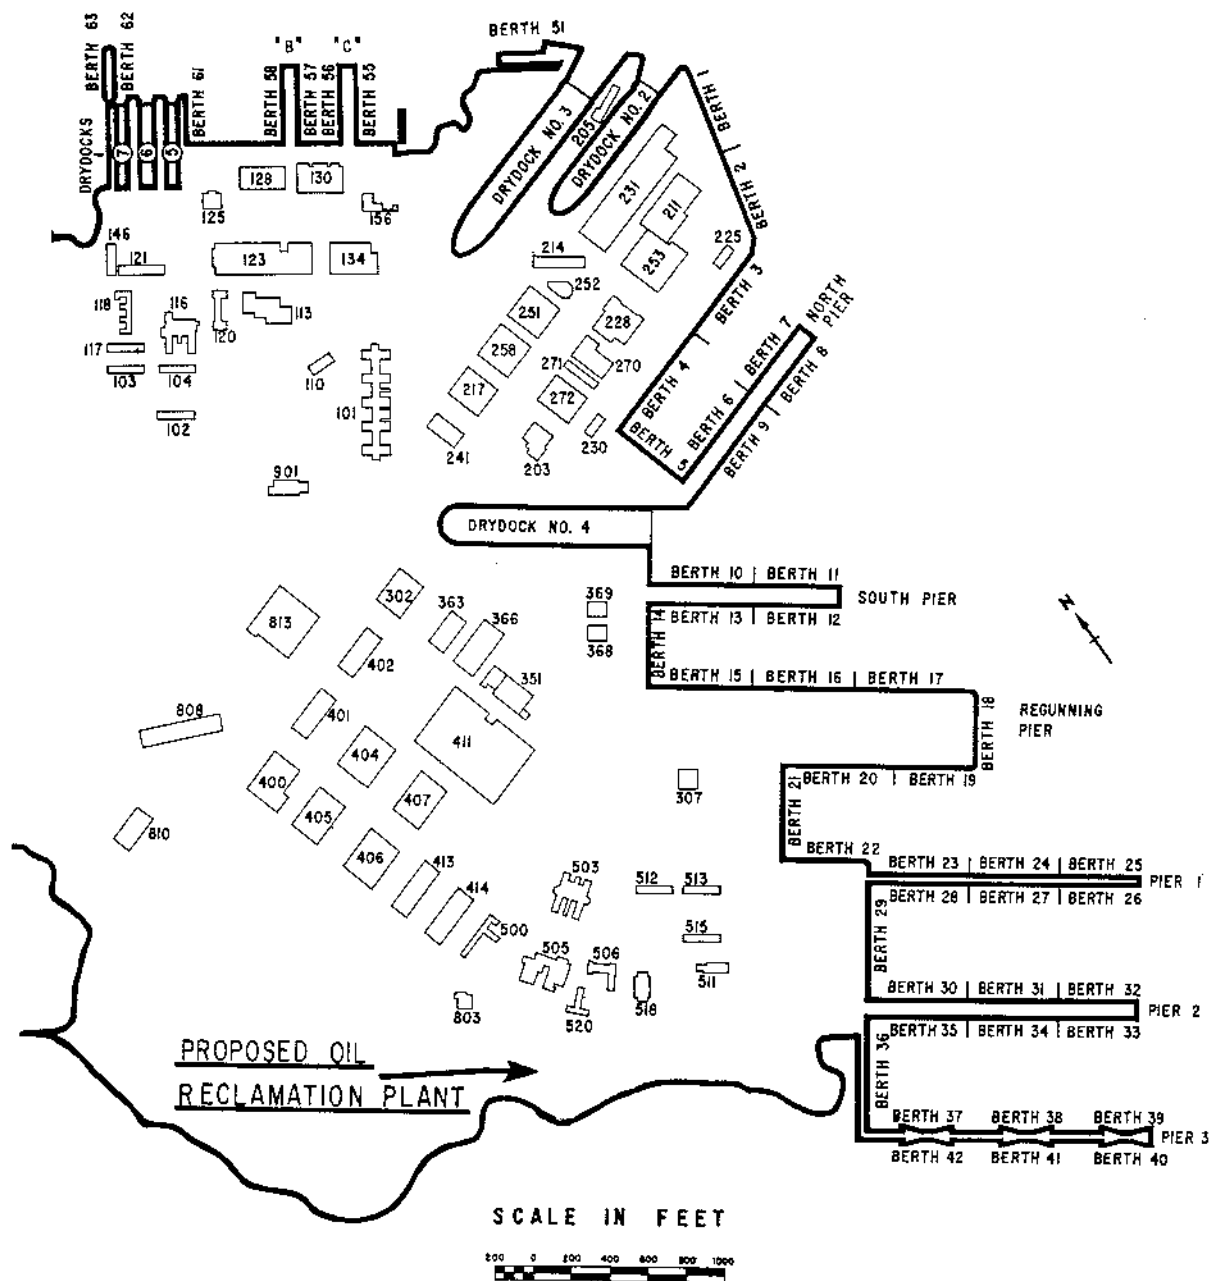 BERTH 63
BERTH 62
BERTH 61
BERTH 58
"B"
BERTH 57
BERTH 56
"C"
BERTH 55
BERTH 51
DRYDOCKS
7
6
5
DRYDOCK NO. 3
205
DRYDOCK NO. 2
BERTH 1
BERTH 2
BERTH 3
BERTH 4
BERTH 5
BERTH 6
BERTH 7
NORTH
PIER
BERTH 8
BERTH 9
128
130
125
156
146
121
123
134
118
116
120
113
117
103
104
110
101
102
901
231
211
253
225
214
252
251
228
258
271
270
217
272
241
203
230
DRYDOCK NO. 4
BERTH 10
BERTH 11
SOUTH PIER
BERTH 13
BERTH 12
BERTH 14
BERTH 15
BERTH 16
BERTH 17
BERTH 18
REGUNNING
PIER
BERTH 20
BERTH 19
BERTH 21
BERTH 22
BERTH 23
BERTH 24
BERTH 25
PIER 1
BERTH 28
BERTH 27
BERTH 26
BERTH 29
BERTH 30
BERTH 31
BERTH 32
PIER 2
BERTH 35
BERTH 34
BERTH 33
BERTH 36
BERTH 37
BERTH 38
BERTH 39
PIER 3
BERTH 42
BERTH 41
BERTH 40
N
302
369
363
366
813
368
402
351
808
401
411
404
400
407
307
405
810
406
413
414
503
512
513
500
515
505
506
511
803
520
518
PROPOSED OIL
RECLAMATION PLANT
SCALE IN FEET
200 0 200 400 600 800 1000